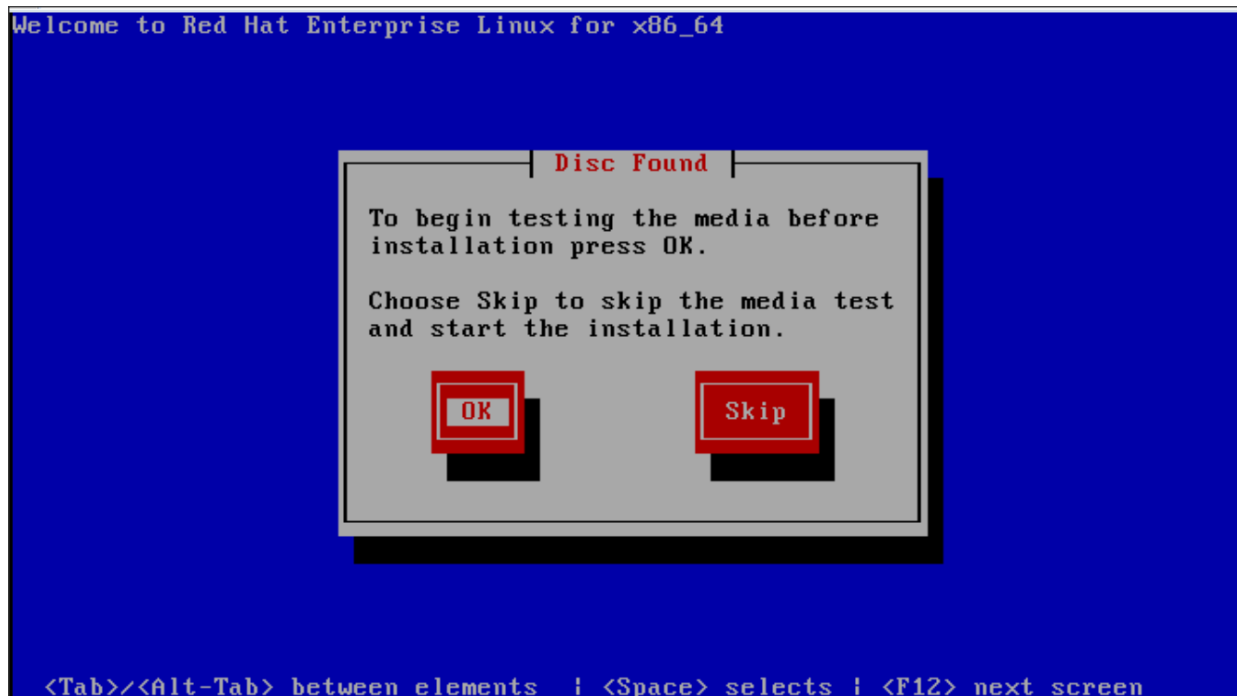 Welcome to Red Hat Enterprise Linux for x86_64
Disc Found
To begin testing the media before
installation press OK.
Choose Skip to skip the media test
and start the installation.
OK
Skip
<Tab>/<Alt-Tab> between elements | <Space> selects | <F12> next screen